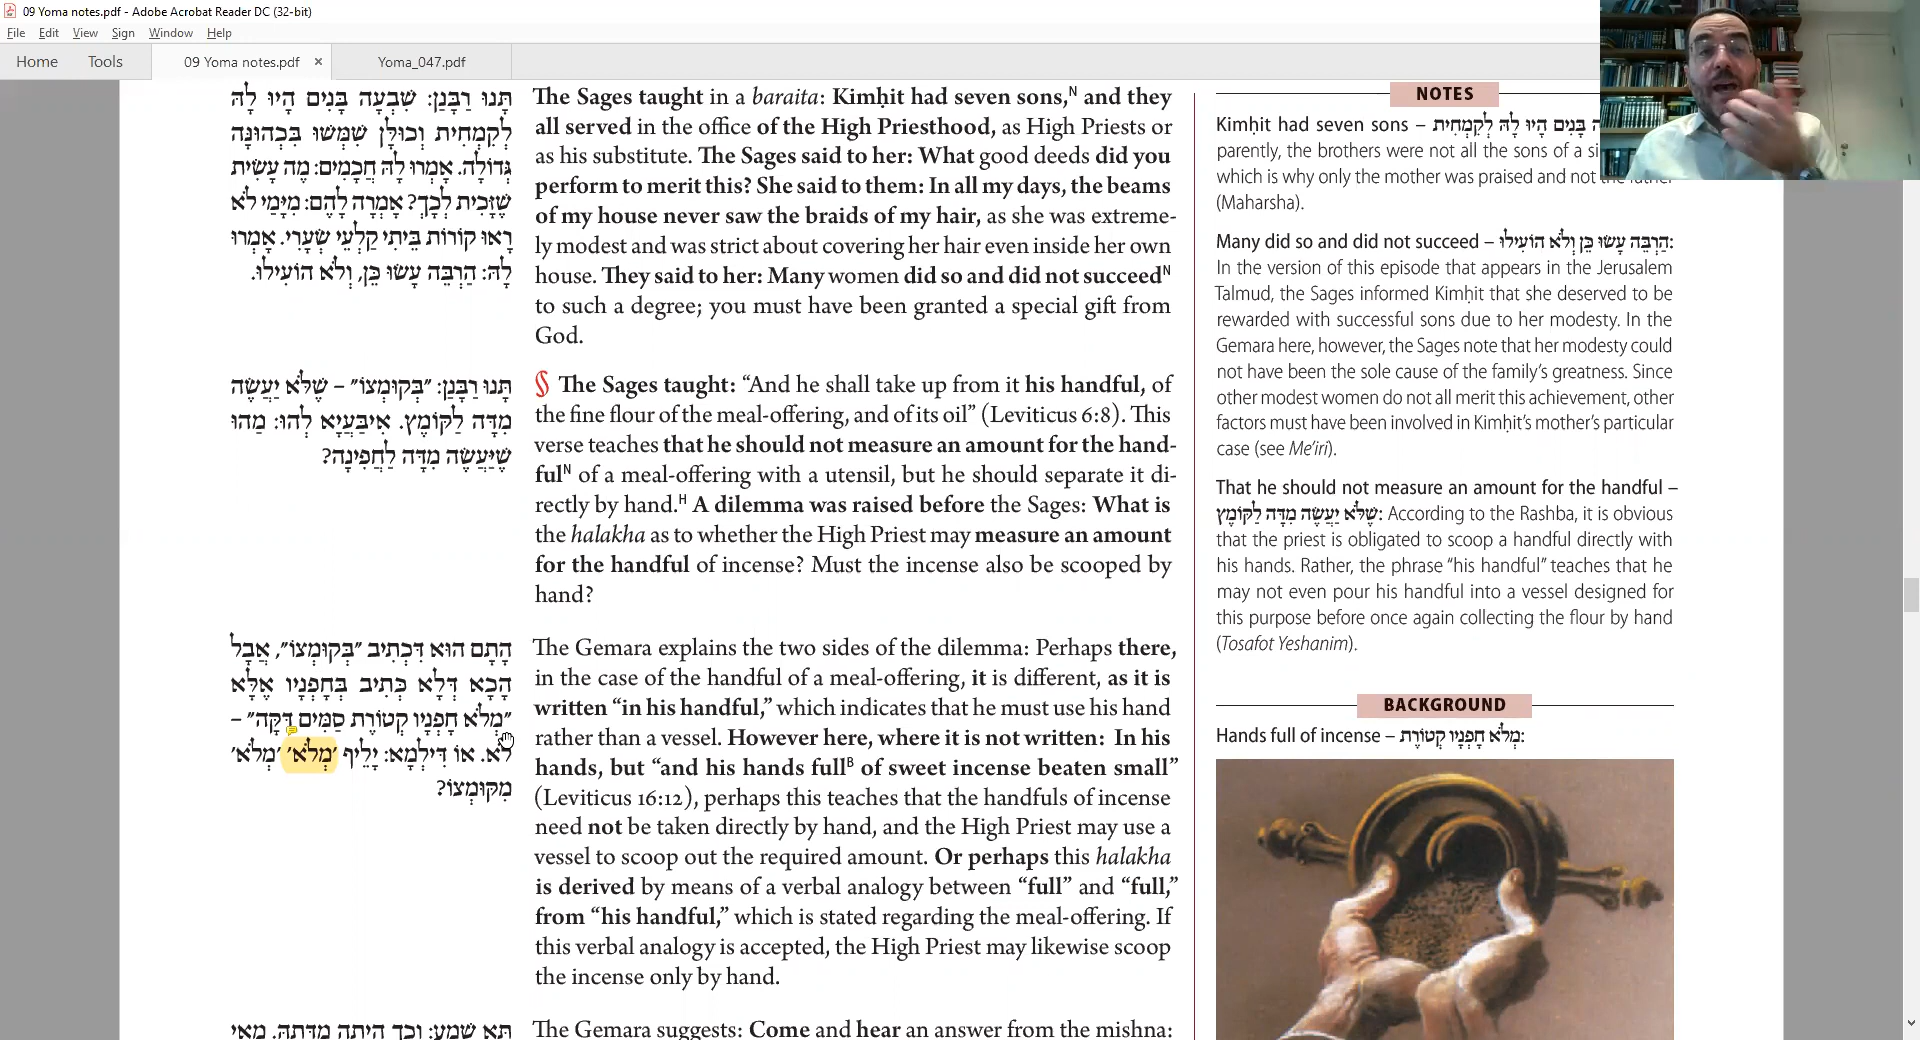 09 Yoma notes.pdf - Adobe Acrobat Reader DC (32-bit)
File Edit View Sign Window Help
Home Tools 09 Yoma notes.pdf × Yoma_047.pdf
תָּנוּ רַבָּנַן: שִׁבְעָה בָּנִים הָיוּ לָהּ
לְקִמְחִית וְכוּלָּן שִׁמְּשׁוּ בִּכְהוּנָּה
גְּדוֹלָה. אָמְרוּ לָהּ חֲכָמִים: מֶה עָשִׂית
שֶׁזָּכִית לְכָךְ? אָמְרָה לָהֶם: מִיָּמַי לֹא
רָאוּ קוֹרוֹת בֵּיתִי קַלְעֵי שְׂעָרִי. אָמְרוּ
לָהּ: הַרְבֵּה עָשׂוּ כֵּן, וְלֹא הוֹעִילוּ.
תָּנוּ רַבָּנַן: ״בְּקוּמְצוֹ״ – שֶׁלֹּא יַעֲשֶׂה
מִדָּה לַקּוֹמֶץ. אִיבַּעֲיָא לְהוּ: מַהוּ
שֶׁיַּעֲשֶׂה מִדָּה לַחֲפִינָה?
הָתָם הוּא דִּכְתִיב ״בְּקוּמְצוֹ״, אֲבָל
הָכָא דְּלָא כְּתִיב בְּחָפְנָיו אֶלָּא
״מְלֹא חָפְנָיו קְטוֹרֶת סַמִּים דַּקָּה״ –
לֹא. אוֹ דִּילְמָא: יָלֵיף ׳מְלֹא׳ ׳מְלֹא׳
מִקּוּמְצוֹ?
תָּא שְׁמַע: וְכָךְ הָיְתָה מִדָּתָהּ. מַאי
The Sages taught in a baraita: Kimḥit had seven sons,N and they
all served in the office of the High Priesthood, as High Priests or
as his substitute. The Sages said to her: What good deeds did you
perform to merit this? She said to them: In all my days, the beams
of my house never saw the braids of my hair, as she was extreme-
ly modest and was strict about covering her hair even inside her own
house. They said to her: Many women did so and did not succeedN
to such a degree; you must have been granted a special gift from
God.
§ The Sages taught: “And he shall take up from it his handful, of
the fine flour of the meal-offering, and of its oil” (Leviticus 6:8). This
verse teaches that he should not measure an amount for the hand-
fulN of a meal-offering with a utensil, but he should separate it di-
rectly by hand.H A dilemma was raised before the Sages: What is
the halakha as to whether the High Priest may measure an amount
for the handful of incense? Must the incense also be scooped by
hand?
The Gemara explains the two sides of the dilemma: Perhaps there,
in the case of the handful of a meal-offering, it is different, as it is
written “in his handful,” which indicates that he must use his hand
rather than a vessel. However here, where it is not written: In his
hands, but “and his hands fullB of sweet incense beaten small”
(Leviticus 16:12), perhaps this teaches that the handfuls of incense
need not be taken directly by hand, and the High Priest may use a
vessel to scoop out the required amount. Or perhaps this halakha
is derived by means of a verbal analogy between “full” and “full,”
from “his handful,” which is stated regarding the meal-offering. If
this verbal analogy is accepted, the High Priest may likewise scoop
the incense only by hand.
The Gemara suggests: Come and hear an answer from the mishna:
NOTES
Kimḥit had seven sons – בָּנִים הָיוּ לָהּ לְקִמְחִית
parently, the brothers were not all the sons of a
which is why only the mother was praised and not
(Maharsha).
Many did so and did not succeed – הַרְבֵּה עָשׂוּ כֵּן וְלֹא הוֹעִילוּ:
In the version of this episode that appears in the Jerusalem
Talmud, the Sages informed Kimḥit that she deserved to be
rewarded with successful sons due to her modesty. In the
Gemara here, however, the Sages note that her modesty could
not have been the sole cause of the family’s greatness. Since
other modest women do not all merit this achievement, other
factors must have been involved in Kimḥit’s mother’s particular
case (see Me’iri).
That he should not measure an amount for the handful –
שֶׁלֹּא יַעֲשֶׂה מִדָּה לַקּוֹמֶץ: According to the Rashba, it is obvious
that the priest is obligated to scoop a handful directly with
his hands. Rather, the phrase “his handful” teaches that he
may not even pour his handful into a vessel designed for
this purpose before once again collecting the flour by hand
(Tosafot Yeshanim).
BACKGROUND
Hands full of incense – מְלֹא חָפְנָיו קְטוֹרֶת: